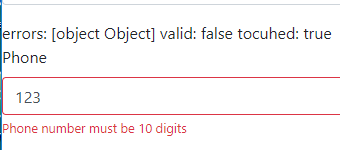 errors: [object Object] valid: false tocuhed: true
Phone
123
Phone number must be 10 digits